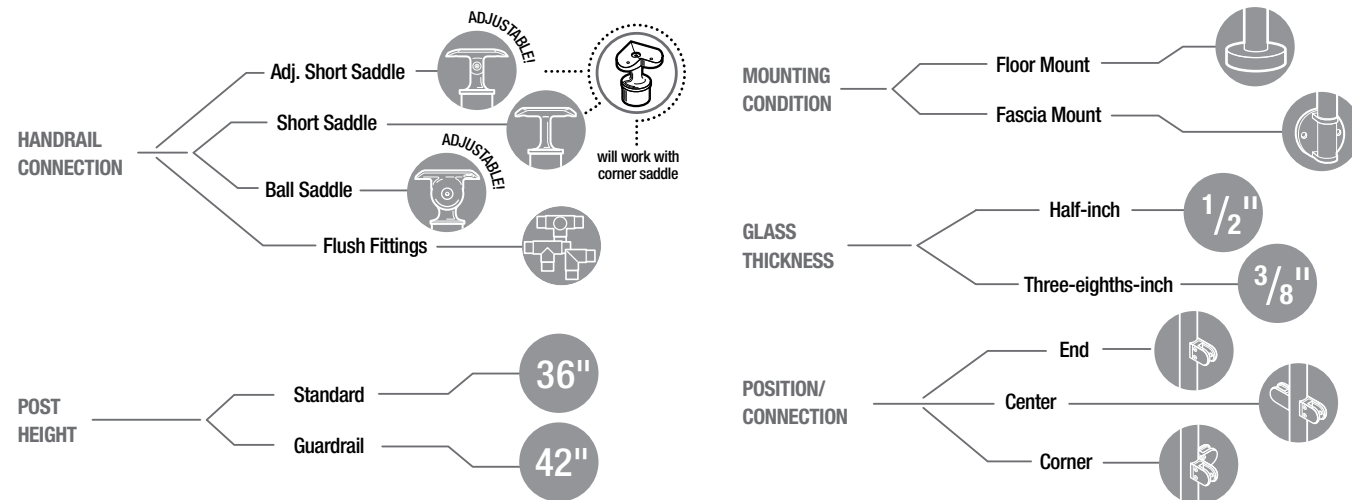 HANDRAIL
CONNECTION
Adj. Short Saddle
ADJUSTABLE!
Short Saddle
will work with
corner saddle
Ball Saddle
ADJUSTABLE!
Flush Fittings
POST
HEIGHT
Standard
36"
Guardrail
42"
MOUNTING
CONDITION
Floor Mount
Fascia Mount
GLASS
THICKNESS
Half-inch
1/2"
Three-eighths-inch
3/8"
POSITION/
CONNECTION
End
Center
Corner